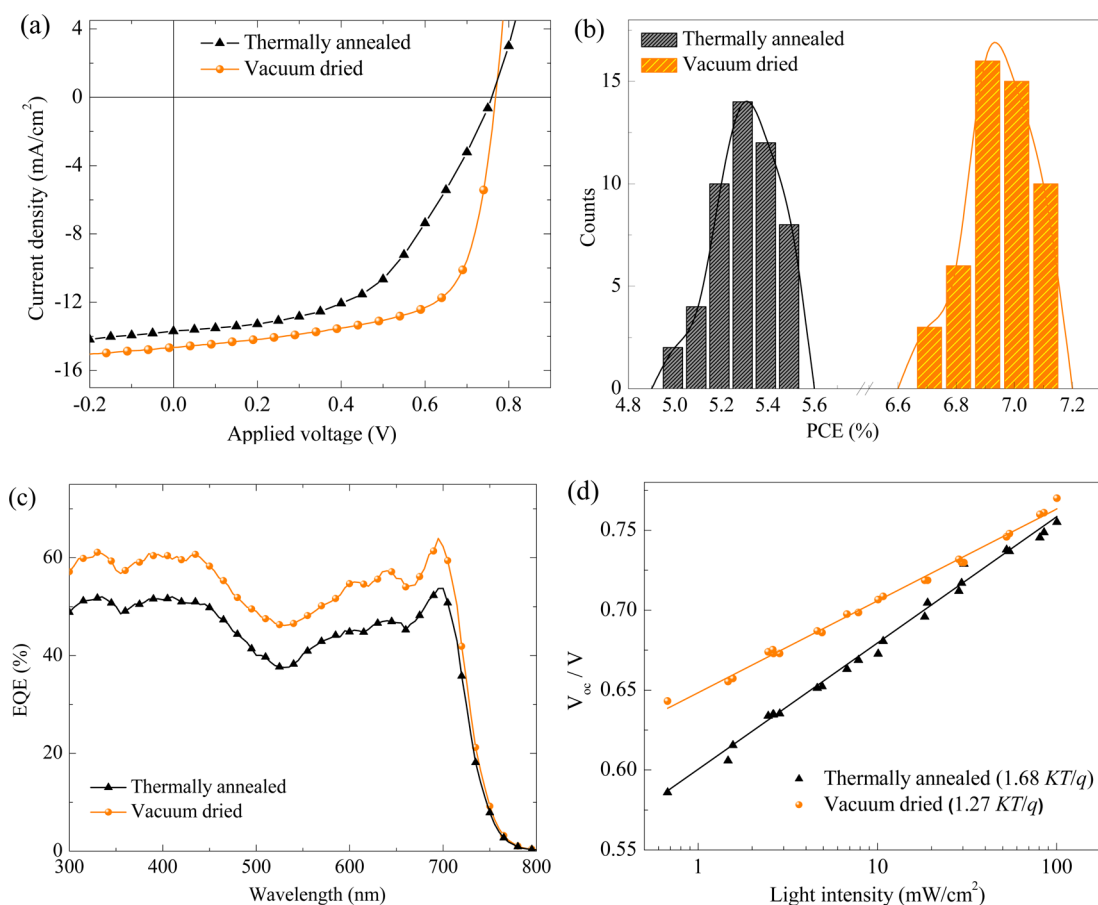 (a)
Thermally annealed
Vacuum dried
4
0
-4
-8
-12
-16
Current density (mA/cm²)
-0.2
0.0
0.2
0.4
0.6
0.8
Applied voltage (V)
(b)
Thermally annealed
Vacuum dried
15
10
5
0
Counts
4.8
5.0
5.2
5.4
5.6
6.6
6.8
7.0
7.2
PCE (%)
(c)
60
40
20
0
EQE (%)
Thermally annealed
Vacuum dried
300
400
500
600
700
800
Wavelength (nm)
(d)
0.75
0.70
0.65
0.60
0.55
V_oc / V
Thermally annealed (1.68 KT/q)
Vacuum dried (1.27 KT/q)
1
10
100
Light intensity (mW/cm²)